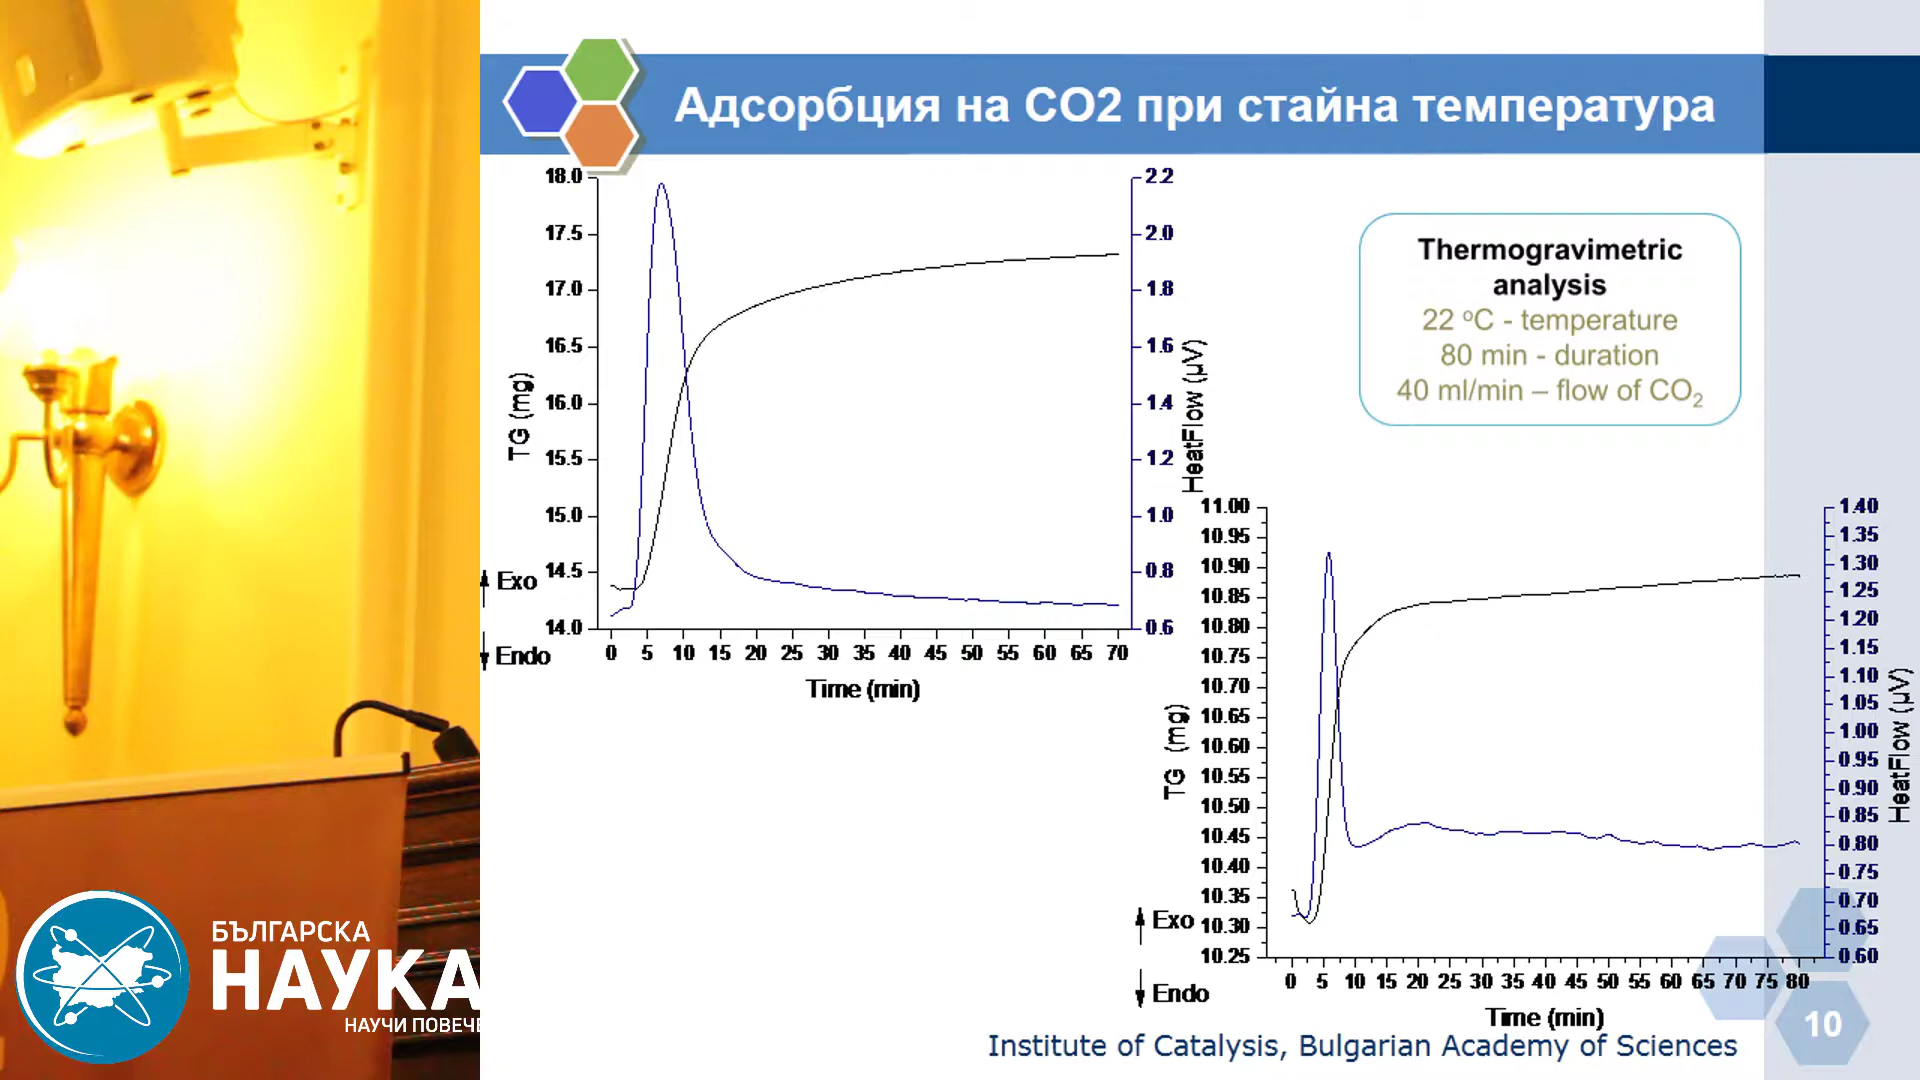 Адсорбция на CO2 при стайна температура
18.0
17.5
17.0
16.5
16.0
15.5
15.0
14.5
14.0
TG (mg)
2.2
2.0
1.8
1.6
1.4
1.2
1.0
0.8
0.6
HeatFlow (µV)
Exo
Endo
0 5 10 15 20 25 30 35 40 45 50 55 60 65 70
Time (min)
Thermogravimetric
analysis
22 °C - temperature
80 min - duration
40 ml/min – flow of CO₂
11.00
10.95
10.90
10.85
10.80
10.75
10.70
10.65
10.60
10.55
10.50
10.45
10.40
10.35
10.30
10.25
TG (mg)
1.40
1.35
1.30
1.25
1.20
1.15
1.10
1.05
1.00
0.95
0.90
0.85
0.80
0.75
0.70
0.65
0.60
HeatFlow (µV)
Exo
Endo
0 5 10 15 20 25 30 35 40 45 50 55 60 65 70 75 80
Time (min)
Institute of Catalysis, Bulgarian Academy of Sciences
10
БЪЛГАРСКА
НАУКА
НАУЧИ ПОВЕЧЕ